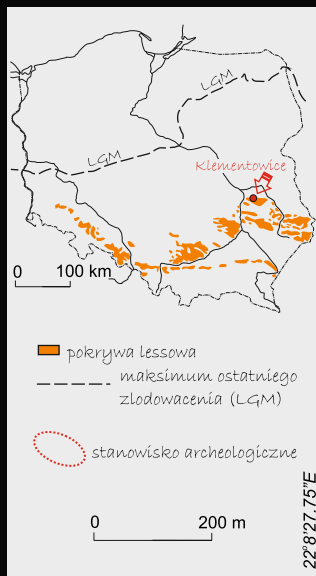 LGM
LGM
Klementowice
0 100 km
pokrywa lessowa
maksimum ostatniego
zlodowacenia (LGM)
stanowisko archeologiczne
0 200 m
22°8'27.75"E